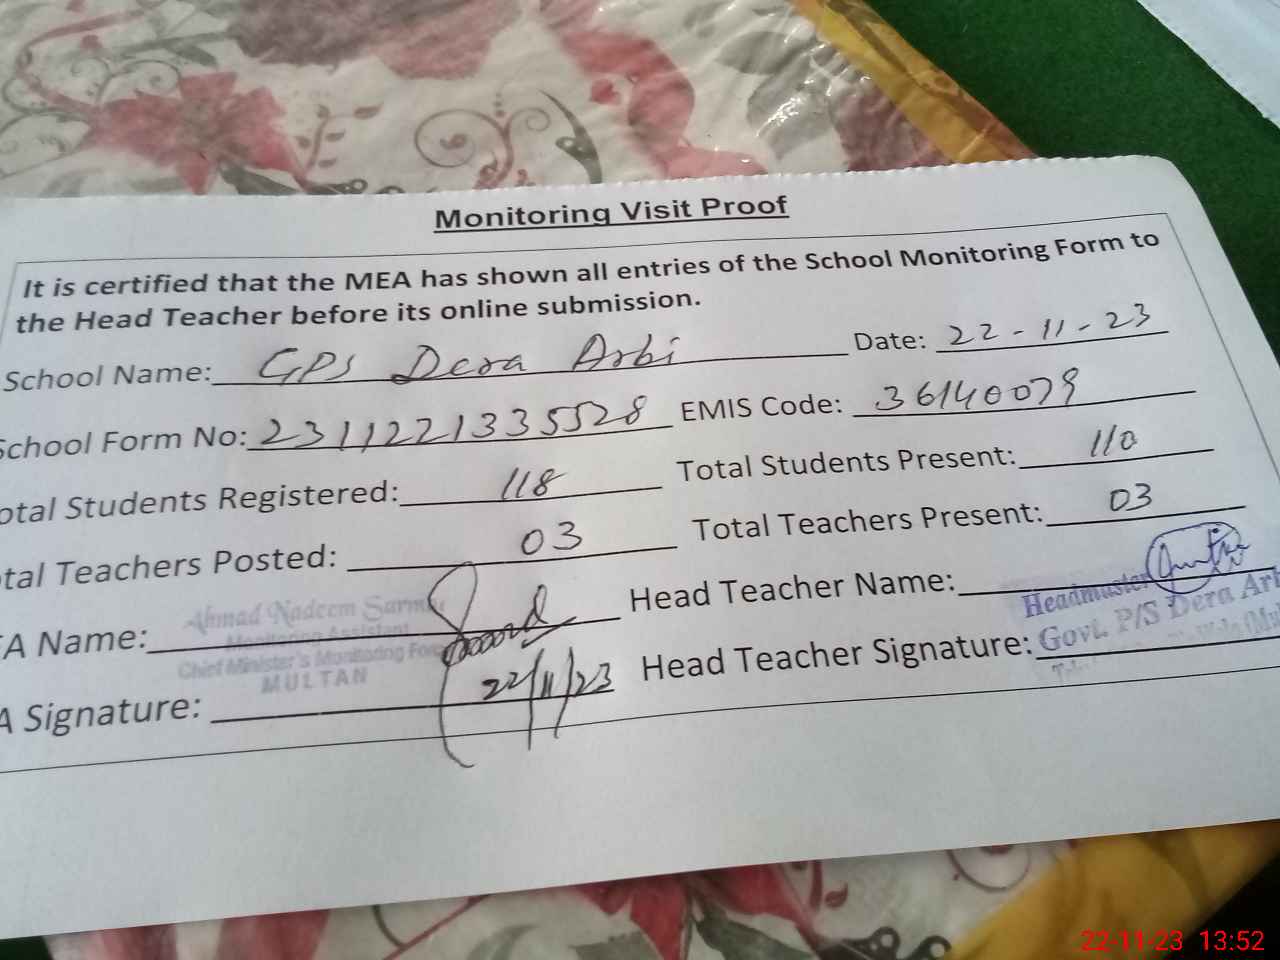 Monitoring Visit Proof
It is certified that the MEA has shown all entries of the School Monitoring Form to
the Head Teacher before its online submission.
School Name: GPS Dera Arbi Date: 22-11-23
School Form No: 23112213355528 EMIS Code: 36140079
otal Students Registered: 118 Total Students Present: 110
tal Teachers Posted: 03 Total Teachers Present: 03
A Name: Head Teacher Name:
Ahmad Nadeem
Monitoring Assistant
Chief Minister's Monitoring Forc
MULTAN
Headmaster
Govt. P/S Dera Arb
A Signature: 22/11/23 Head Teacher Signature:
22-11-23 13:52